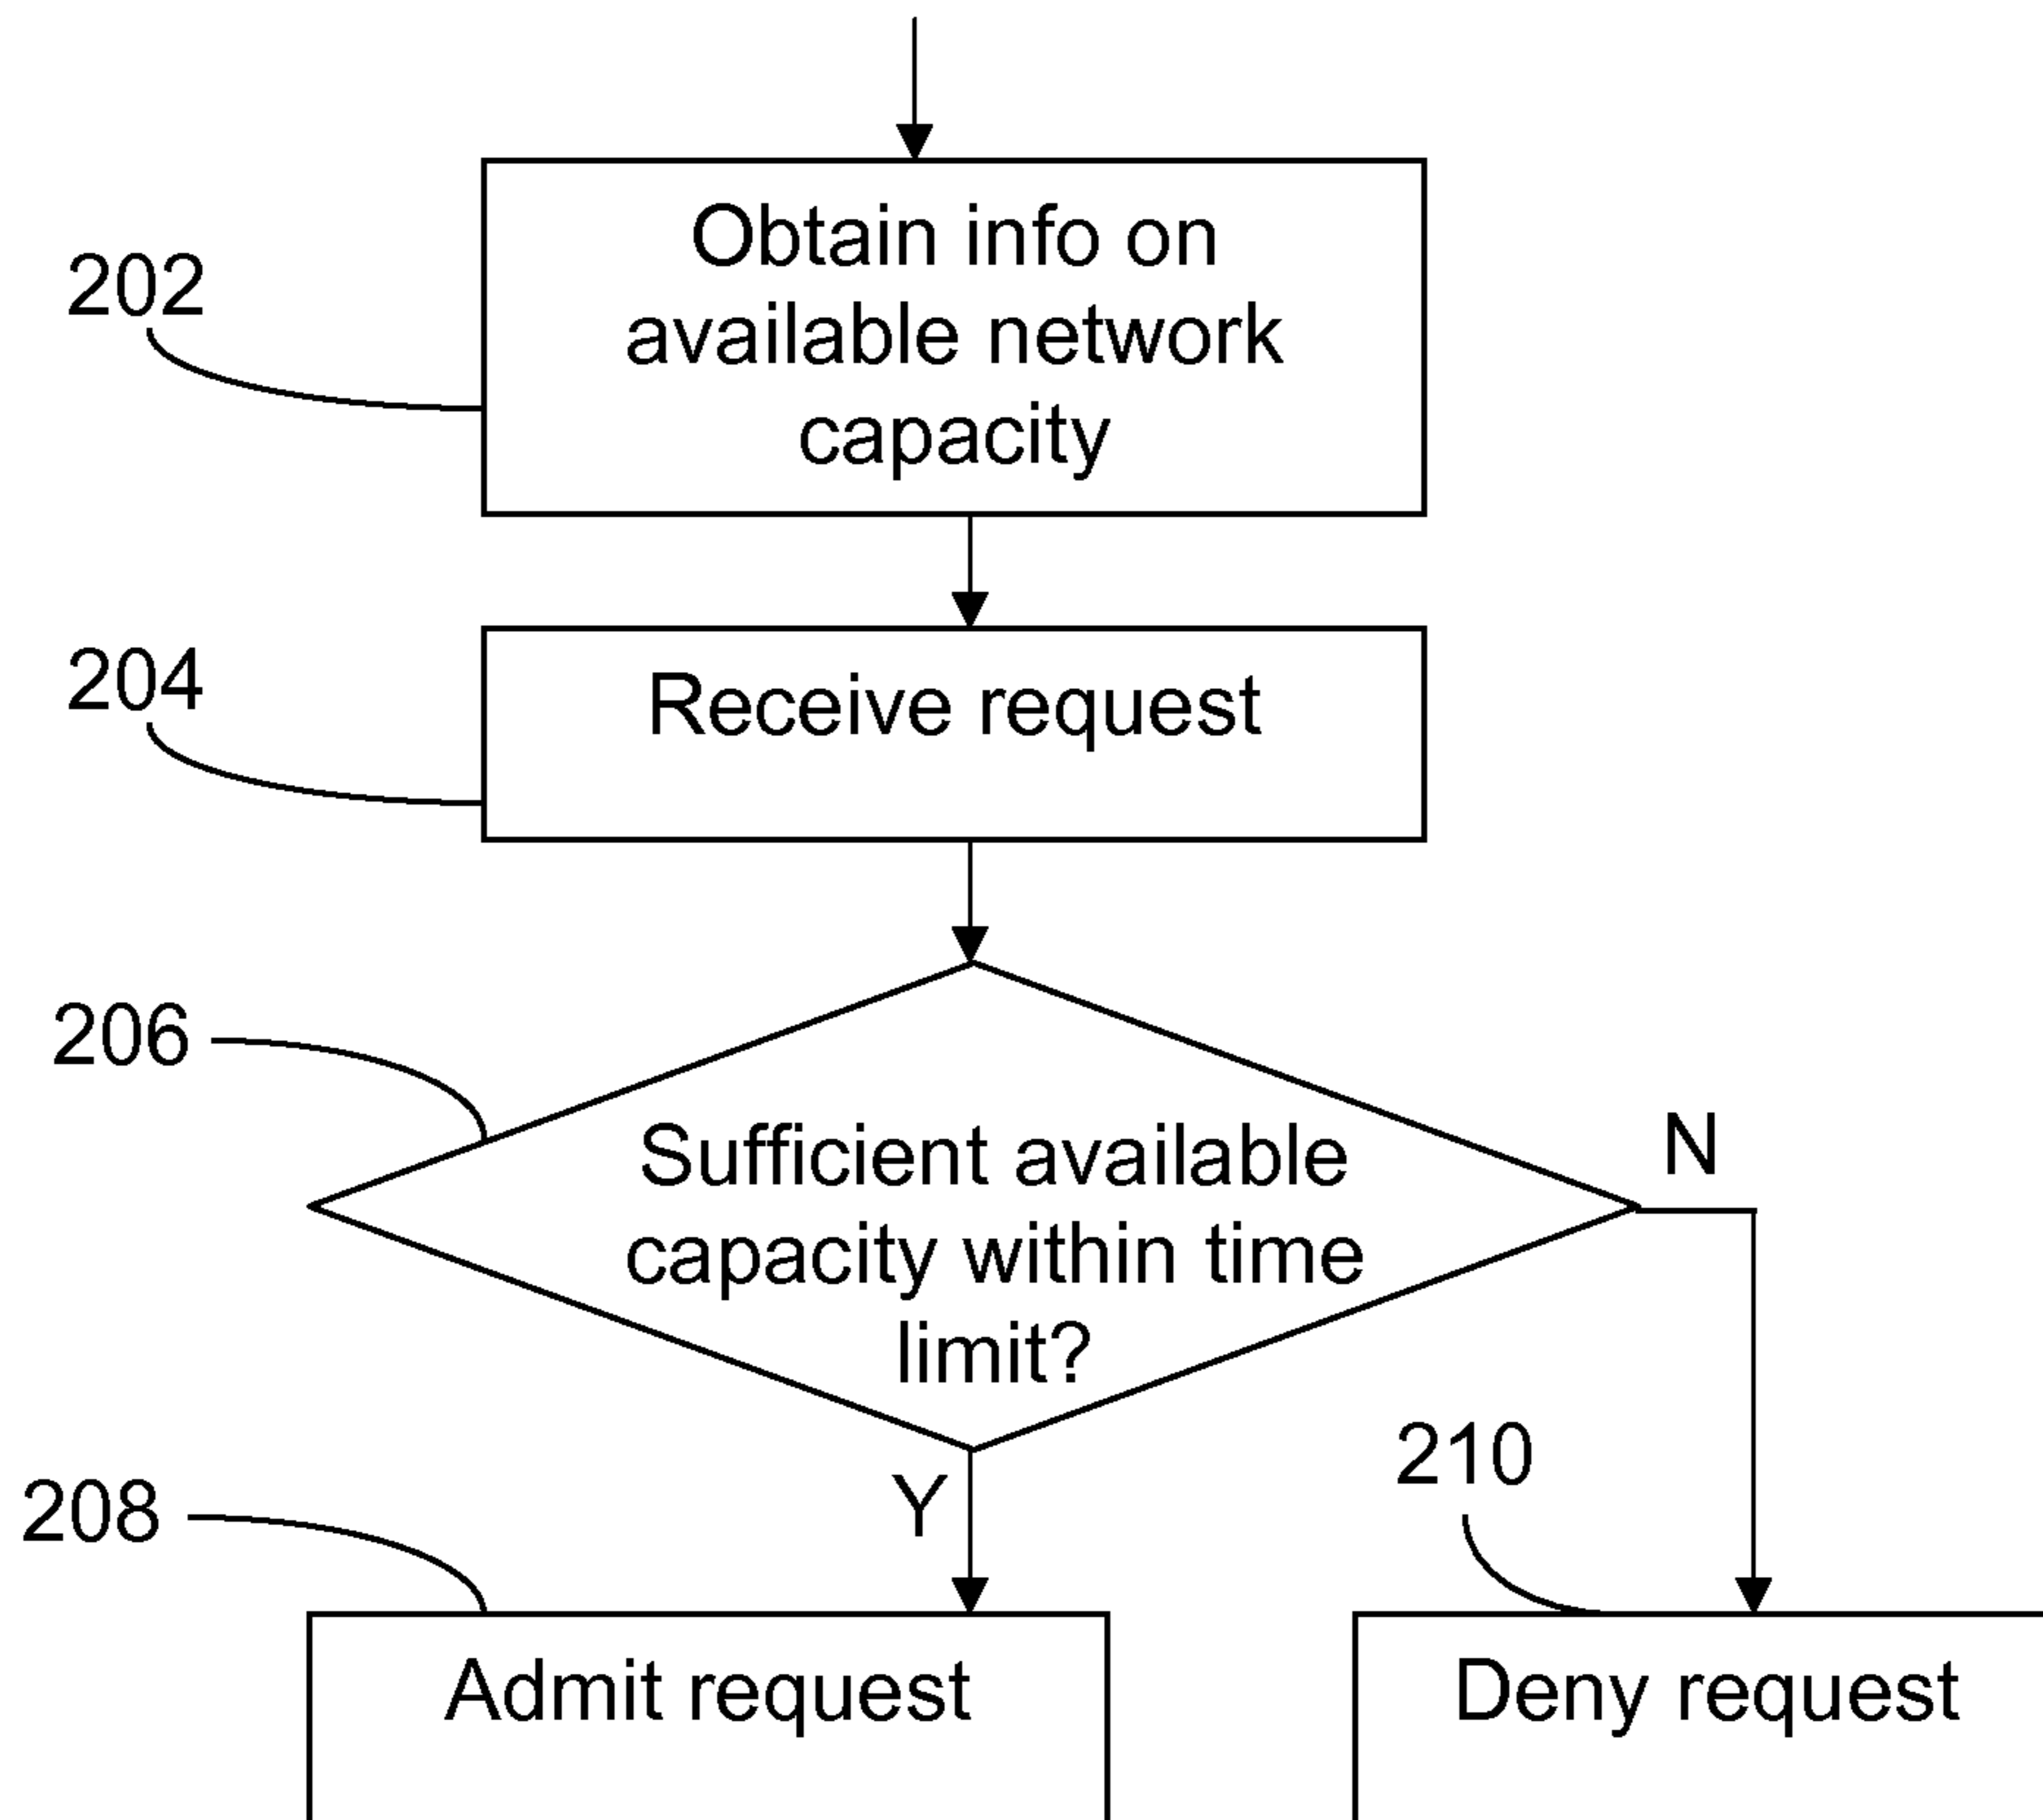 202
Obtain info on
available network
capacity
204
Receive request
206
Sufficient available
capacity within time
limit?
N
Y
208
210
Admit request
Deny request